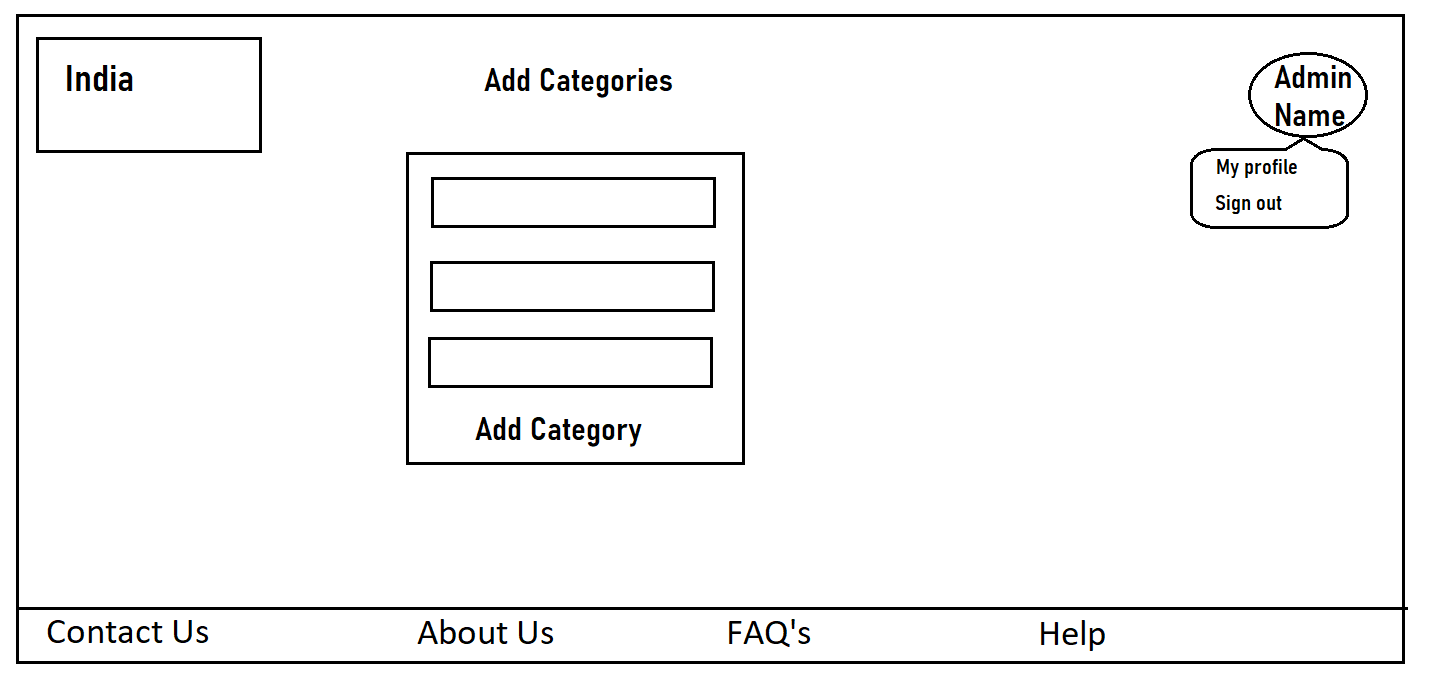 India
Add Categories
Admin
Name
My profile
Sign out
Add Category
Contact Us
About Us
FAQ's
Help